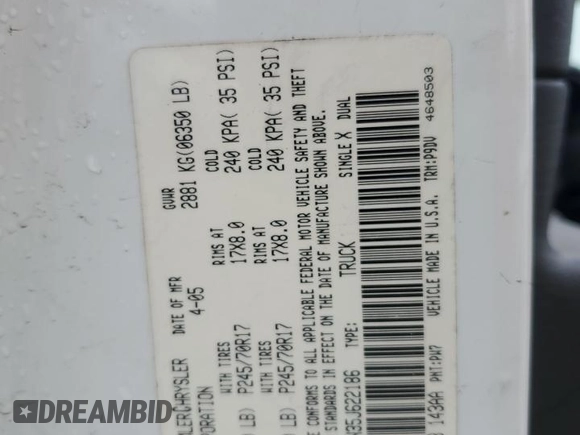 ALERCHRYSLER DATE OF MFR GVWR
ORATION 4-05 2881 KG(06350 LB)
WITH TIRES RIMS AT COLD
LB) P245/70R17 17X8.0 240 KPA( 35 PSI)
WITH TIRES RIMS AT COLD
LB) P245/70R17 17X8.0 240 KPA( 35 PSI)
FORMS TO ALL APPLICABLE FEDERAL MOTOR VEHICLE SAFETY AND THEFT
STANDARDS IN EFFECT ON THE DATE OF MANUFACTURE SHOWN ABOVE.
35J622186 TYPE: TRUCK SINGLE X DUAL
143AA PNT:PW7 VEHICLE MADE IN U.S.A. TRM:P9DV
4648503
DREAMBID.COM